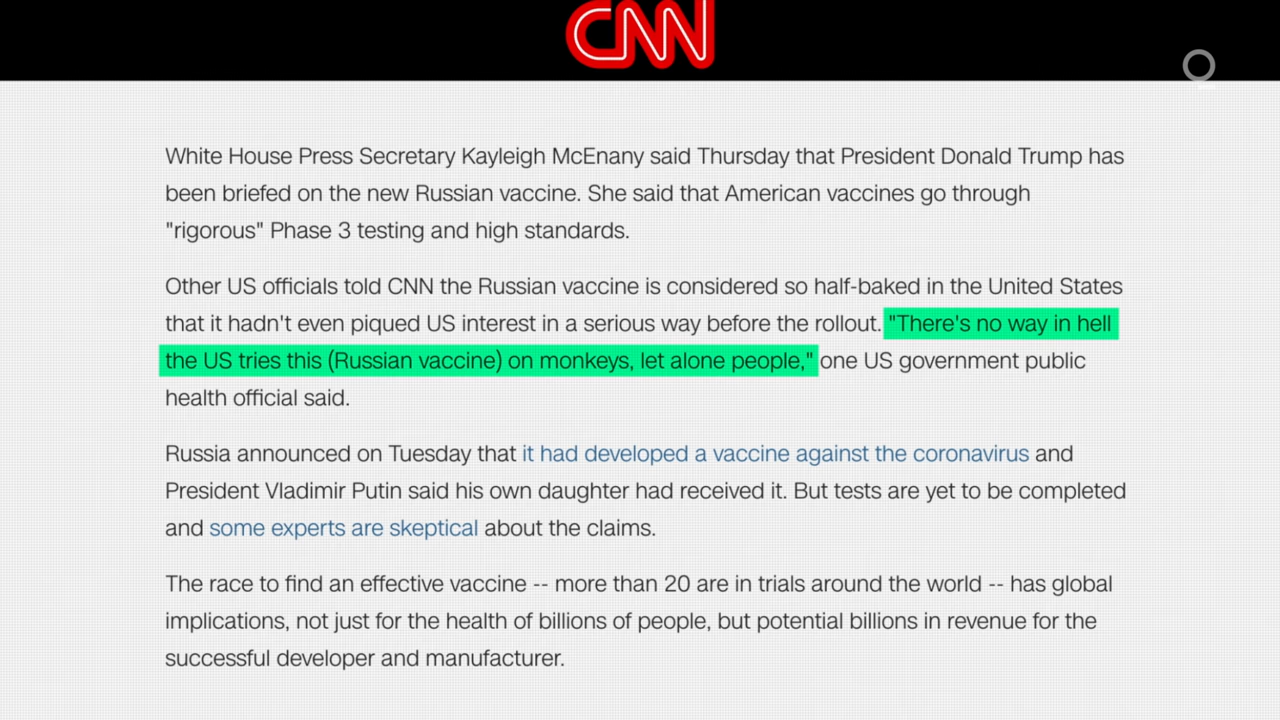 CNN
White House Press Secretary Kayleigh McEnany said Thursday that President Donald Trump has
been briefed on the new Russian vaccine. She said that American vaccines go through
"rigorous" Phase 3 testing and high standards.
Other US officials told CNN the Russian vaccine is considered so half-baked in the United States
that it hadn't even piqued US interest in a serious way before the rollout. "There's no way in hell
the US tries this (Russian vaccine) on monkeys, let alone people," one US government public
health official said.
Russia announced on Tuesday that it had developed a vaccine against the coronavirus and
President Vladimir Putin said his own daughter had received it. But tests are yet to be completed
and some experts are skeptical about the claims.
The race to find an effective vaccine -- more than 20 are in trials around the world -- has global
implications, not just for the health of billions of people, but potential billions in revenue for the
successful developer and manufacturer.